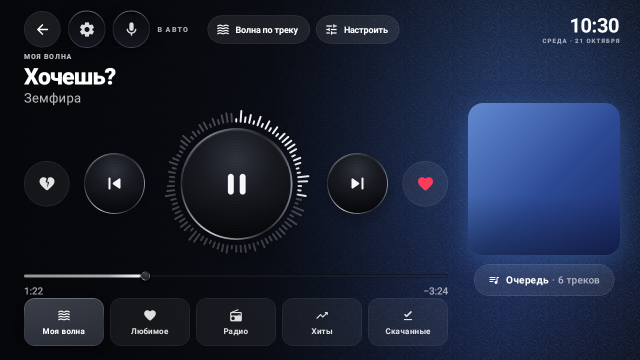 В АВТО
Волна по треку
Настроить
10:30
СРЕДА · 21 ОКТЯБРЯ
МОЯ ВОЛНА
Хочешь?
Земфира
Очередь · 6 треков
1:22
−3:24
Моя волна
Любимое
Радио
Хиты
Скачанные